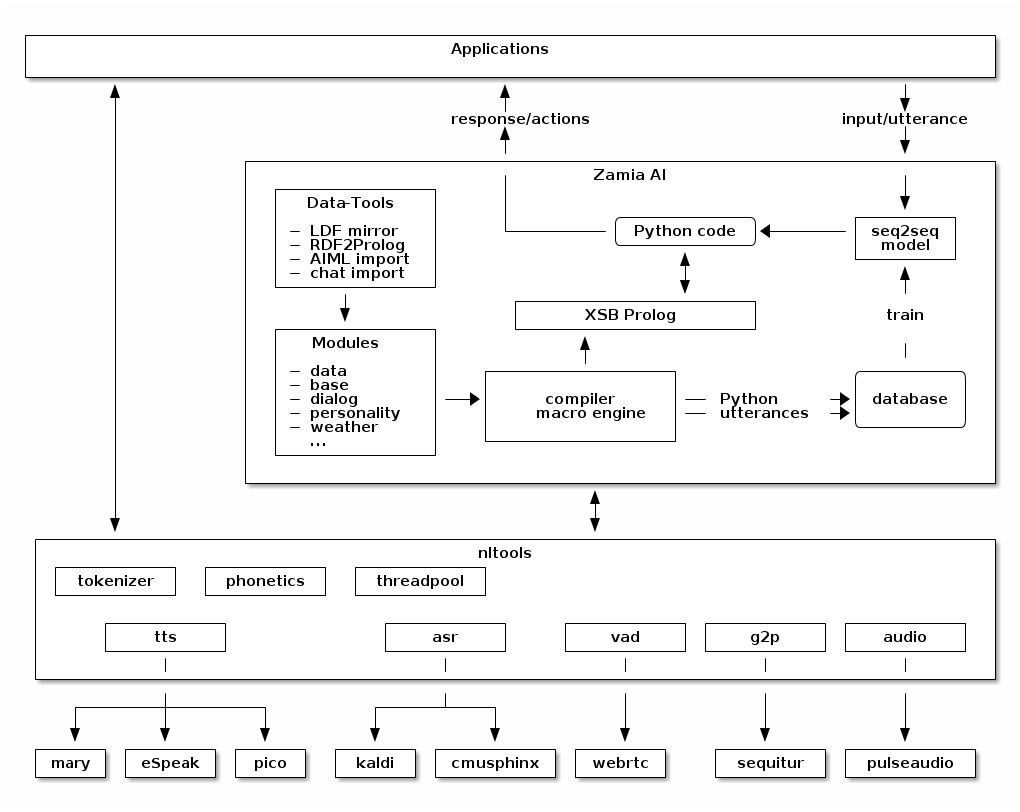 Applications
response/actions
input/utterance
Zamia AI
Data-Tools
– LDF mirror
– RDF2Prolog
– AIML import
– chat import
Python code
seq2seq
model
XSB Prolog
train
Modules
– data
– base
– dialog
– personality
– weather
...
compiler
macro engine
Python
utterances
database
nltools
tokenizer
phonetics
threadpool
tts
asr
vad
g2p
audio
mary
eSpeak
pico
kaldi
cmusphinx
webrtc
sequitur
pulseaudio